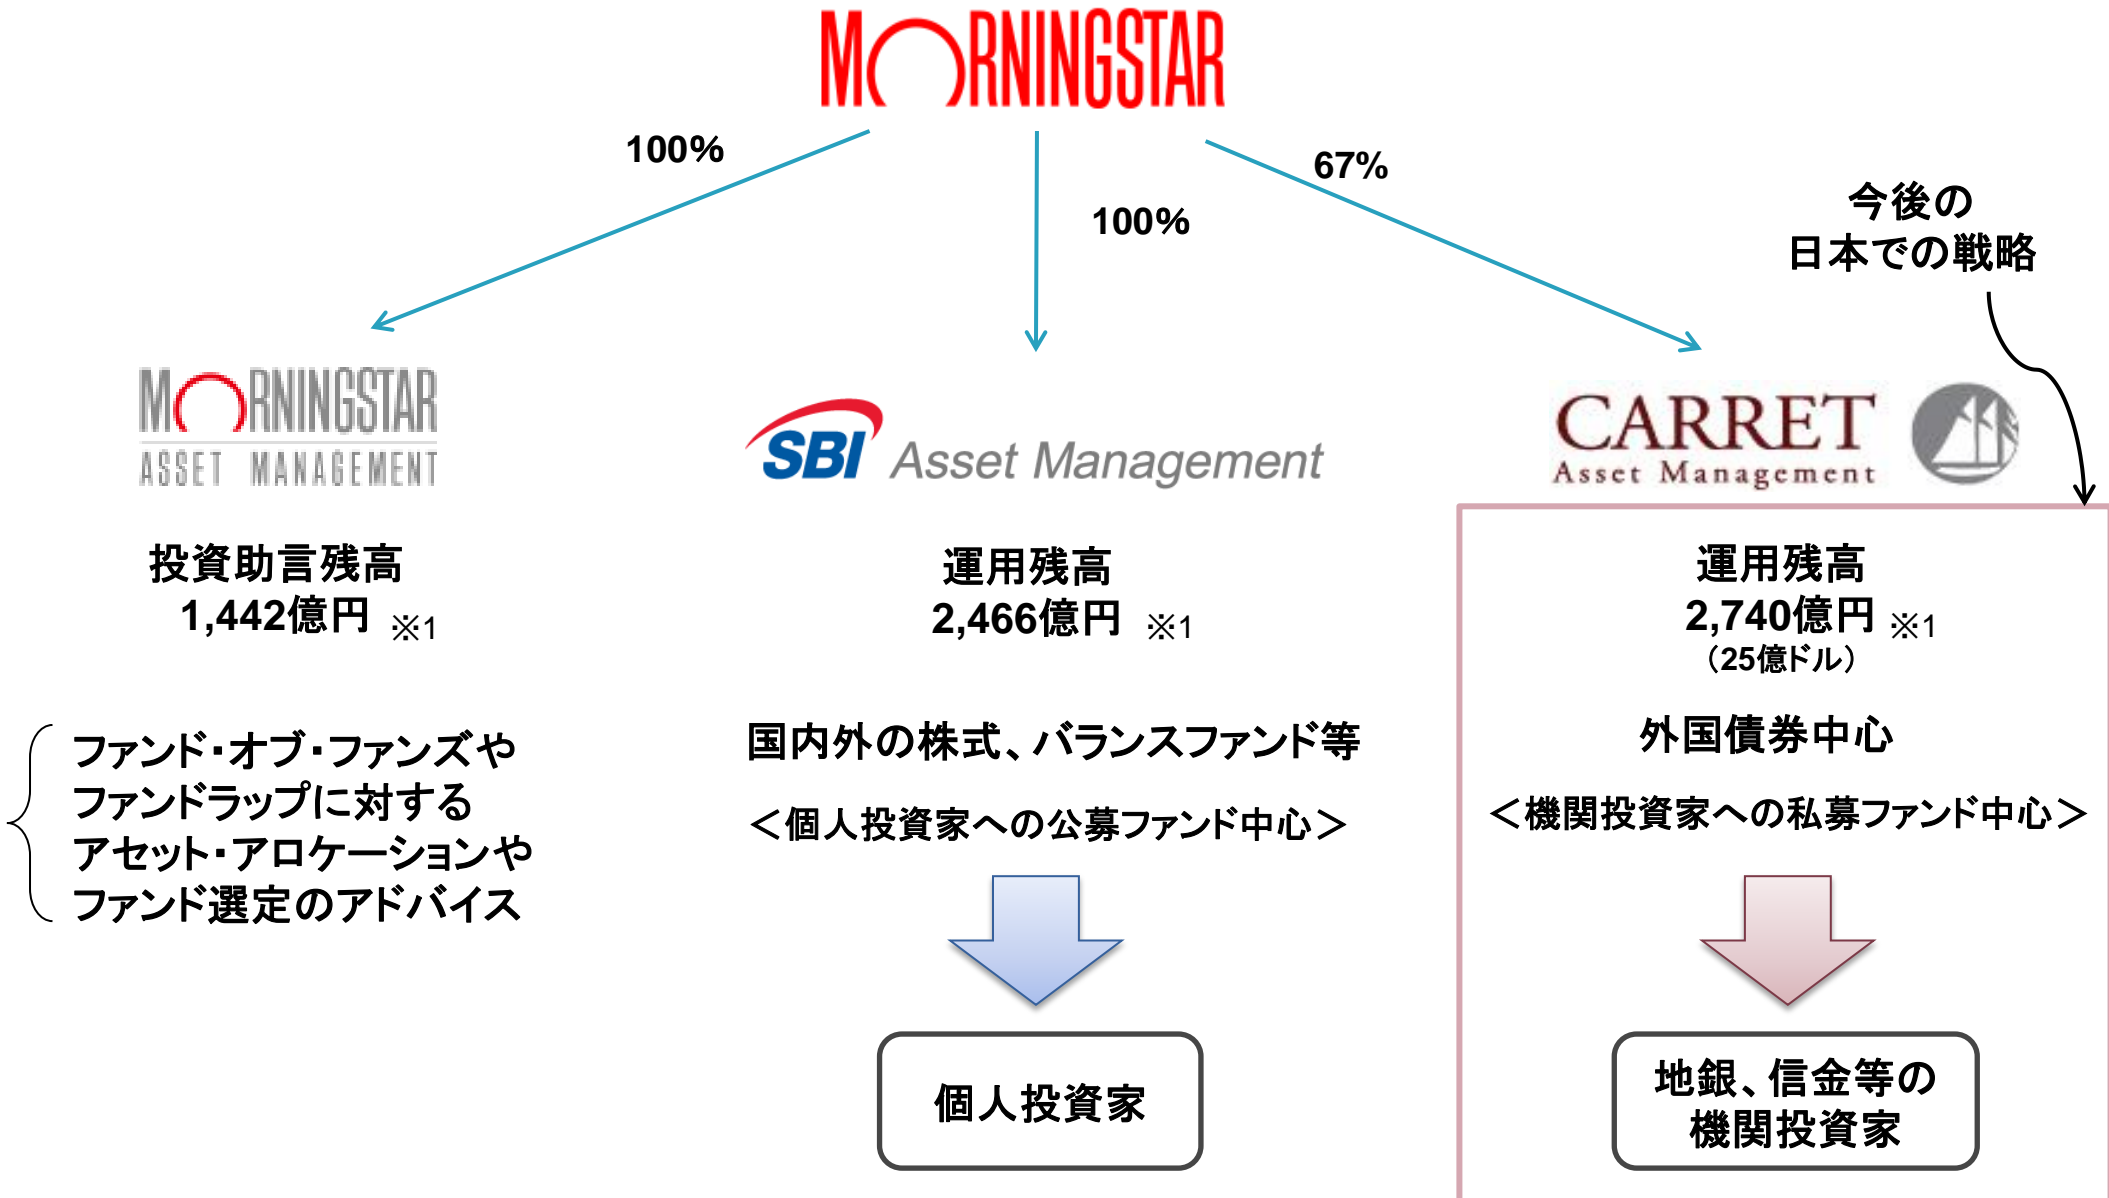 MORNINGSTAR
100%
100%
67%
今後の
日本での戦略
MORNINGSTAR
ASSET MANAGEMENT
投資助言残高
1,442億円 ※1
ファンド・オブ・ファンズや
ファンドラップに対する
アセット・アロケーションや
ファンド選定のアドバイス
SBI Asset Management
運用残高
2,466億円 ※1
国内外の株式、バランスファンド等
＜個人投資家への公募ファンド中心＞
個人投資家
CARRET
Asset Management
運用残高
2,740億円 ※1
（25億ドル）
外国債券中心
＜機関投資家への私募ファンド中心＞
地銀、信金等の
機関投資家